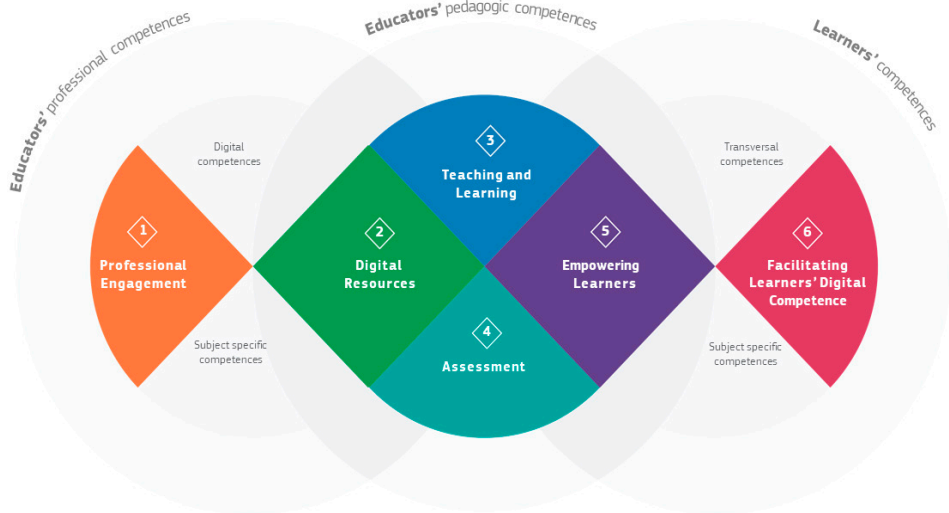 Educators' professional competences
Educators' pedagogic competences
Learners' competences
Digital
competences
Transversal
competences
1
Professional
Engagement
2
Digital
Resources
3
Teaching and
Learning
4
Assessment
5
Empowering
Learners
6
Facilitating
Learners' Digital
Competence
Subject specific
competences
Subject specific
competences